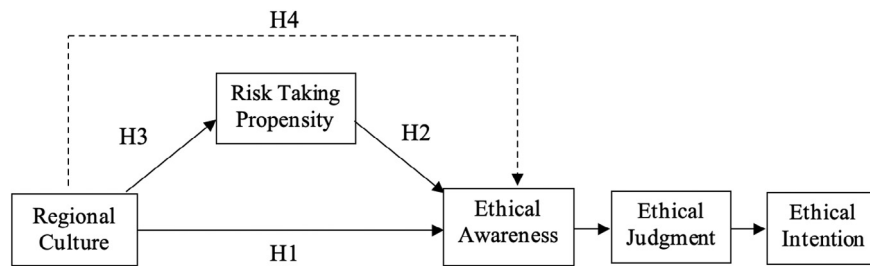 H4
Risk Taking
Propensity
H3
H2
Regional
Culture
H1
Ethical
Awareness
Ethical
Judgment
Ethical
Intention